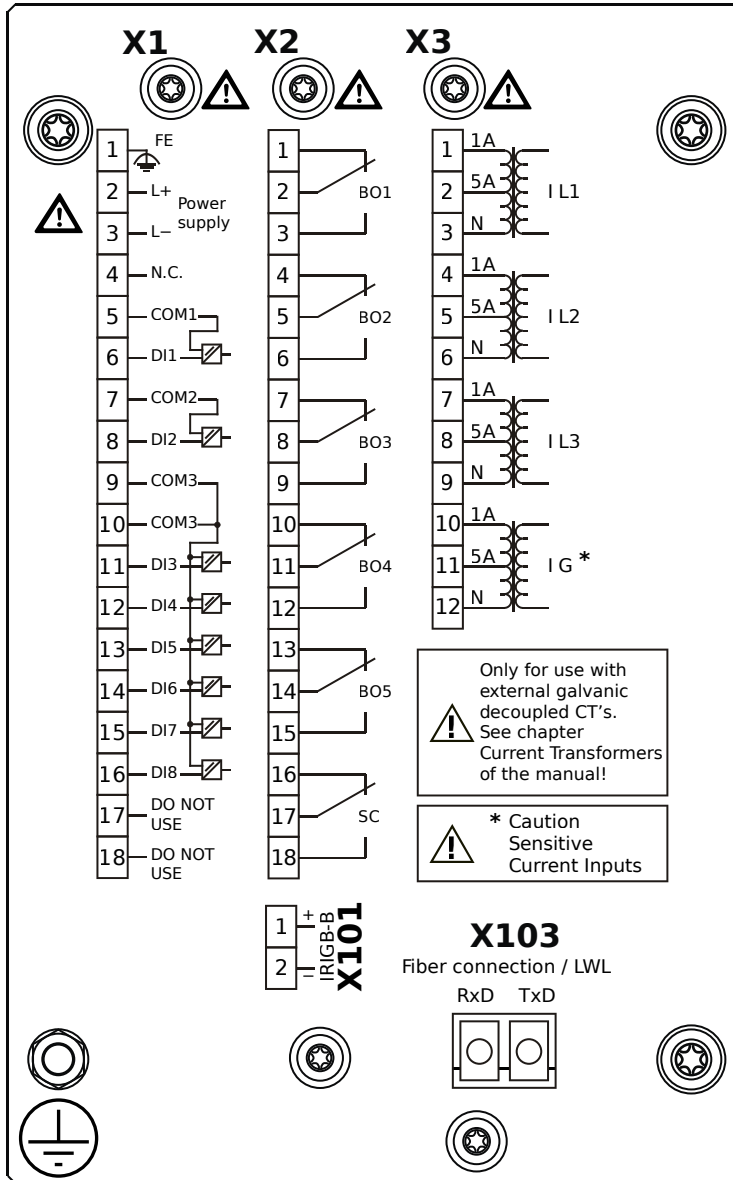 X1 X2 X3
1 FE
2 L+
Power
supply
3 L−
4 N.C.
5 COM1
6 DI1
7 COM2
8 DI2
9 COM3
10 COM3
11 DI3
12 DI4
13 DI5
14 DI6
15 DI7
16 DI8
17 DO NOT
USE
18 DO NOT
USE
1
2 BO1
3
4
5 BO2
6
7
8 BO3
9
10
11 BO4
12
13
14 BO5
15
16
17 SC
18
1 1A
2 5A I L1
3 N
4 1A
5 5A I L2
6 N
7 1A
8 5A I L3
9 N
10 1A
11 5A I G *
12 N
! Only for use with
external galvanic
decoupled CT's.
See chapter
Current Transformers
of the manual!
! * Caution
Sensitive
Current Inputs
1 +
2 −
IRIGB-B
X101
X103
Fiber connection / LWL
RxD TxD